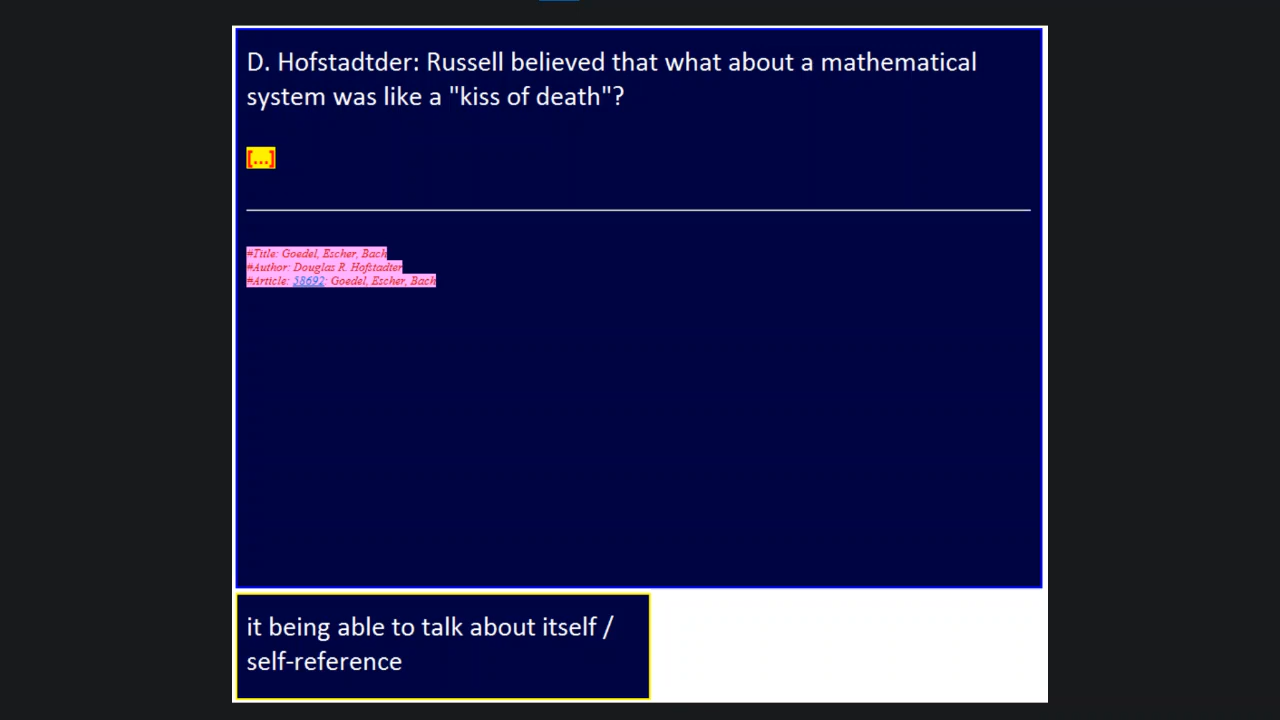 D. Hofstadtder: Russell believed that what about a mathematical
system was like a "kiss of death"?
[...]
#Title: Goedel, Escher, Bach
#Author: Douglas R. Hofstadter
#Article: 58692: Goedel, Escher, Bach
it being able to talk about itself /
self-reference